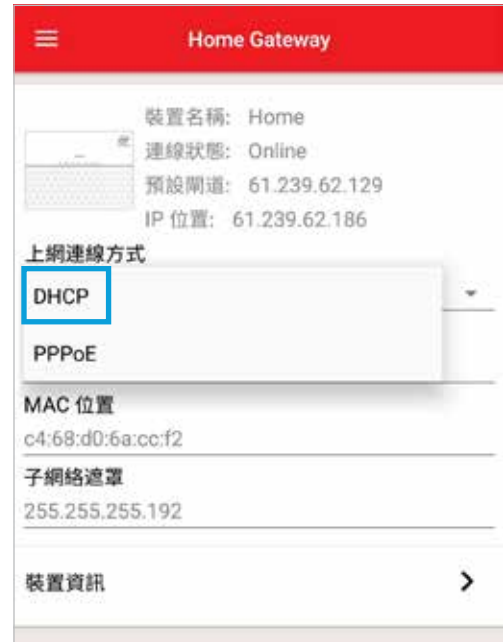 Home Gateway
裝置名稱: Home
連線狀態: Online
預設閘道: 61.239.62.129
IP 位置: 61.239.62.186
上網連線方式
DHCP
PPPoE
MAC 位置
c4:68:d0:6a:cc:f2
子網絡遮罩
255.255.255.192
裝置資訊